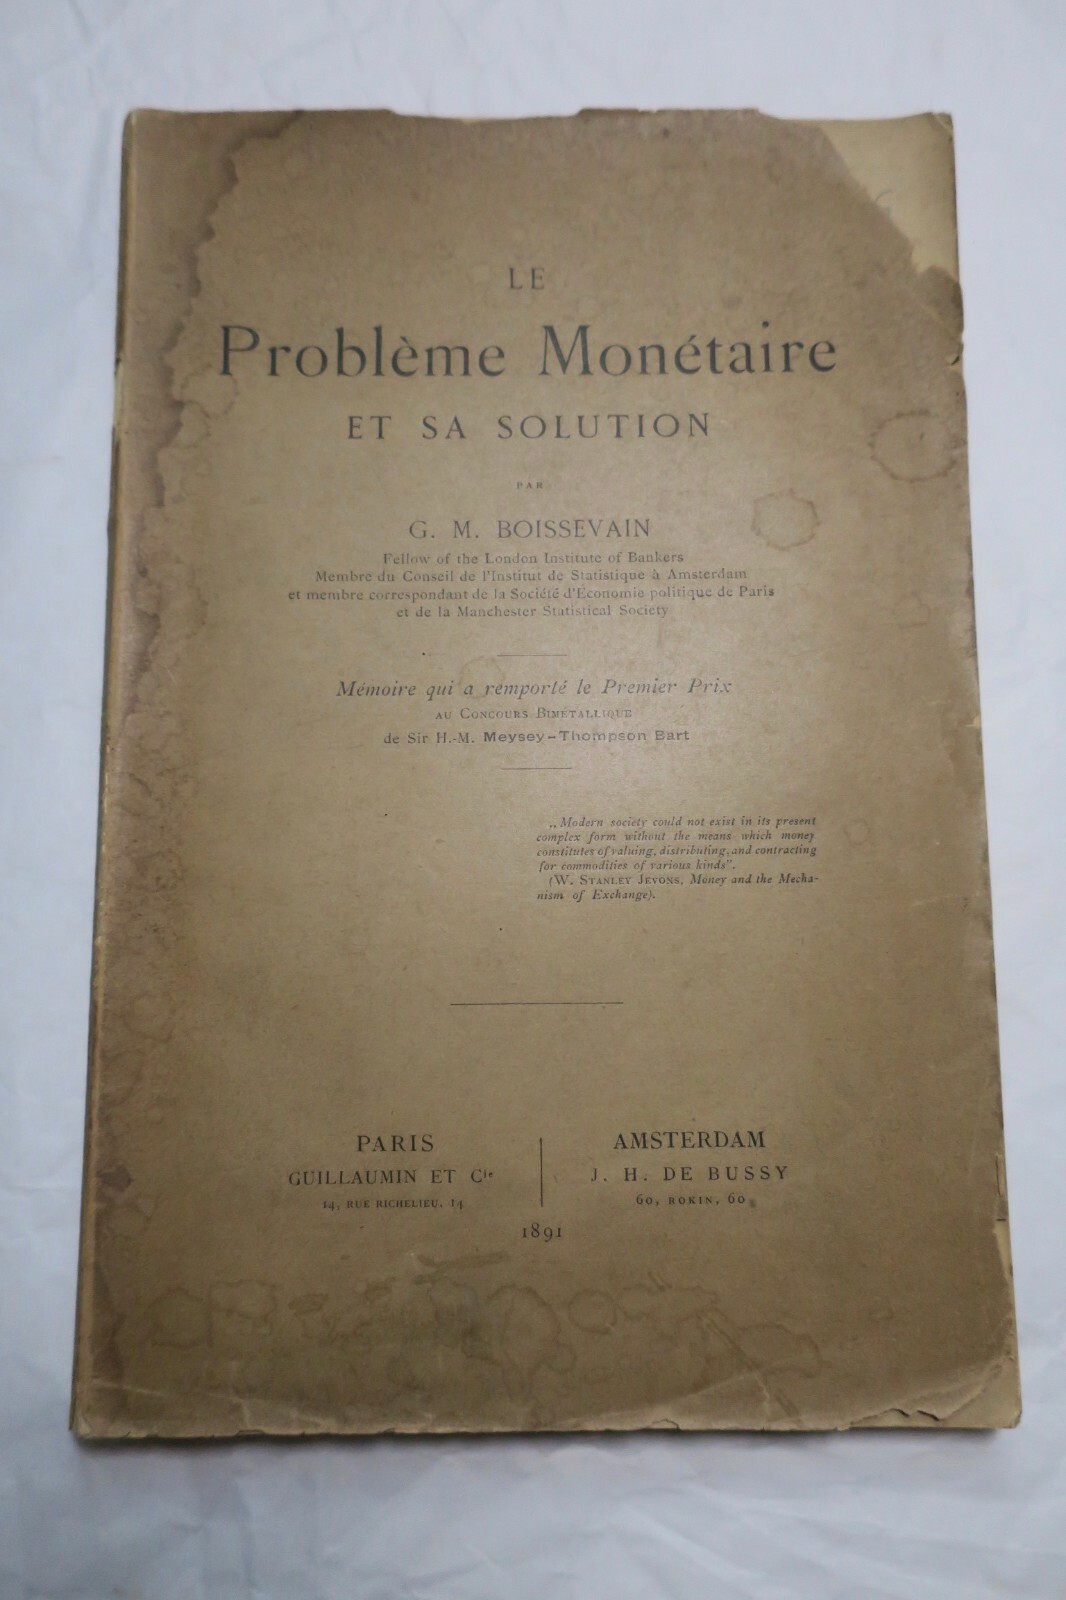 LE
Problème Monétaire
ET SA SOLUTION
PAR
G. M. BOISSEVAIN
Fellow of the London Institute of Bankers
Membre du Conseil de l'Institut de Statistique à Amsterdam
et membre correspondant de la Société d'Économie politique de Paris
et de la Manchester Statistical Society
Mémoire qui a remporté le Premier Prix
AU CONCOURS BIMÉTALLIQUE
de Sir H.-M. Meysey-Thompson Bart
„Modern society could not exist in its present
complex form without the means which money
constitutes of valuing, distributing, and contracting
for commodities of various kinds".
(W. STANLEY JEVONS, Money and the Mecha-
nism of Exchange).
PARIS
GUILLAUMIN ET Cie
14, RUE RICHELIEU, 14
AMSTERDAM
J. H. DE BUSSY
60, ROKIN, 60
1891